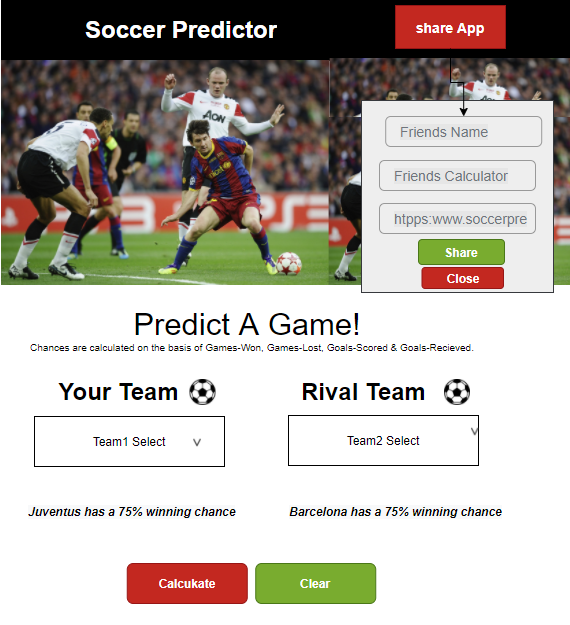 Soccer Predictor
share App
AON
Friends Name
Friends Calculator
htpps:www.soccerpre
Share
Close
Predict A Game!
Chances are calculated on the basis of Games-Won, Games-Lost, Goals-Scored & Goals-Recieved.
Your Team
Rival Team
Team1 Select
Team2 Select
Juventus has a 75% winning chance
Barcelona has a 75% winning chance
Calcukate
Clear